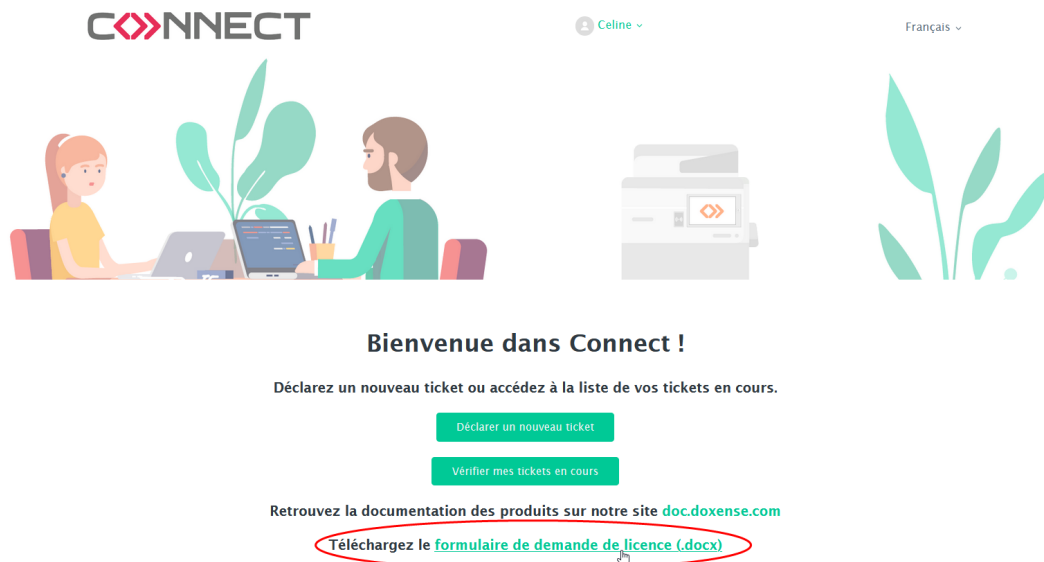 CONNECT
Celine
Français
Bienvenue dans Connect !
Déclarez un nouveau ticket ou accédez à la liste de vos tickets en cours.
Déclarer un nouveau ticket
Vérifier mes tickets en cours
Retrouvez la documentation des produits sur notre site doc.doxense.com
Téléchargez le formulaire de demande de licence (.docx)